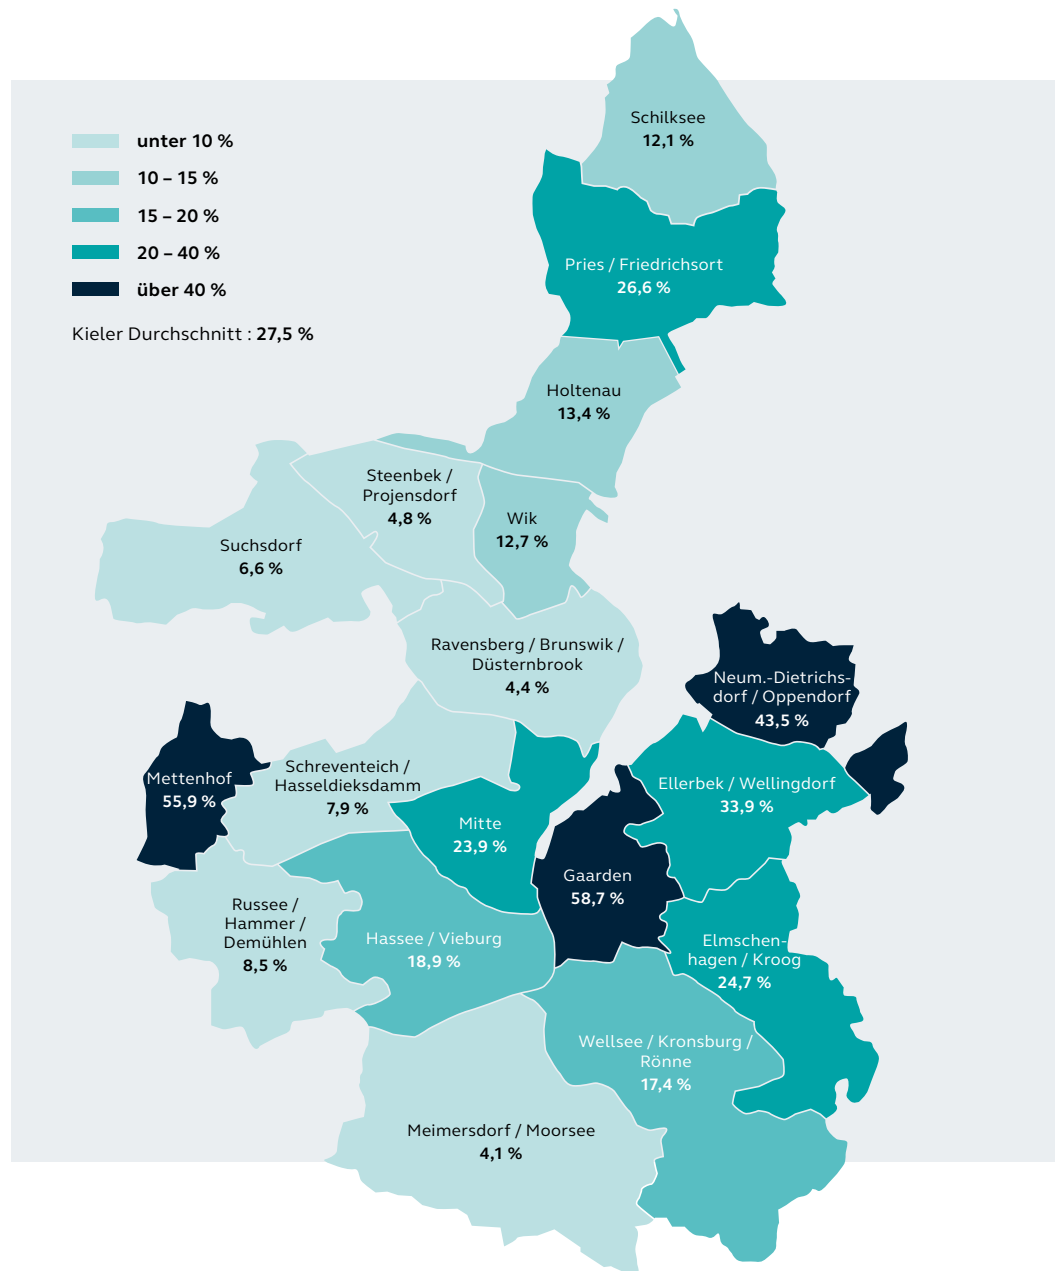 unter 10 %
10 – 15 %
15 – 20 %
20 – 40 %
über 40 %
Kieler Durchschnitt : 27,5 %
Schilksee
12,1 %
Pries / Friedrichsort
26,6 %
Holtenau
13,4 %
Steenbek /
Projensdorf
4,8 %
Wik
12,7 %
Suchsdorf
6,6 %
Ravensberg / Brunswik /
Düsternbrook
4,4 %
Neum.-Dietrichs-
dorf / Oppendorf
43,5 %
Mettenhof
55,9 %
Schreventeich /
Hasseldieksdamm
7,9 %
Ellerbek / Wellingdorf
33,9 %
Mitte
23,9 %
Gaarden
58,7 %
Russee /
Hammer /
Demühlen
8,5 %
Hassee / Vieburg
18,9 %
Elmschen-
hagen / Kroog
24,7 %
Wellsee / Kronsburg /
Rönne
17,4 %
Meimersdorf / Moorsee
4,1 %